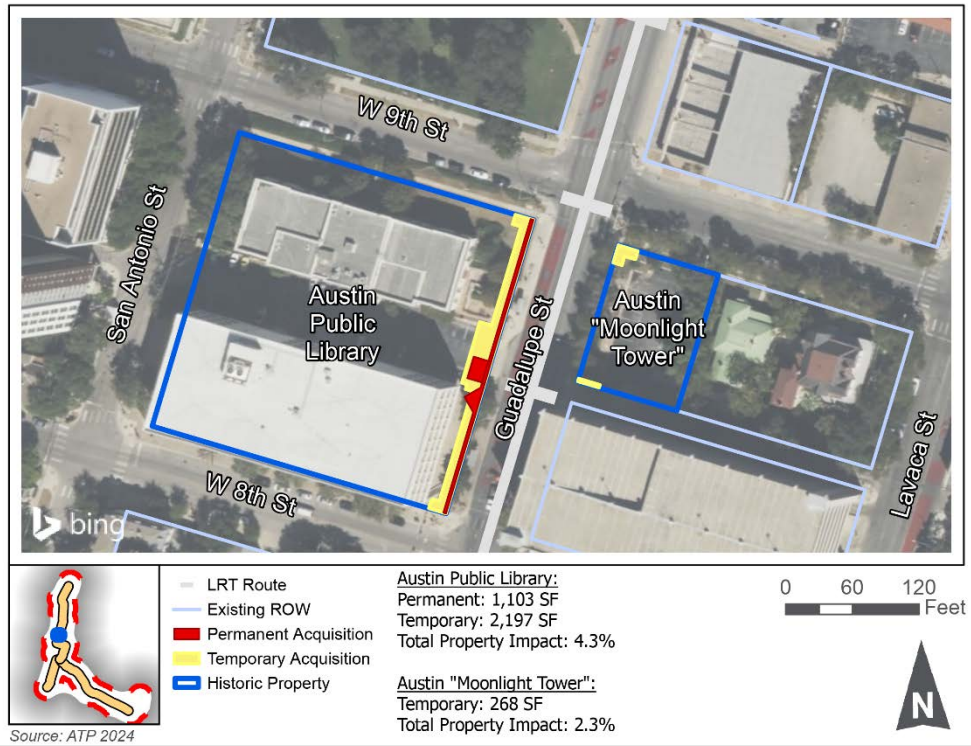 W 9th St
San Antonio St
Austin
Public
Library
Austin
"Moonlight
Tower"
Guadalupe St
W 8th St
Lavaca St
bing
LRT Route
Existing ROW
Permanent Acquisition
Temporary Acquisition
Historic Property
Austin Public Library:
Permanent: 1,103 SF
Temporary: 2,197 SF
Total Property Impact: 4.3%
Austin "Moonlight Tower":
Temporary: 268 SF
Total Property Impact: 2.3%
0 60 120
Feet
N
Source: ATP 2024